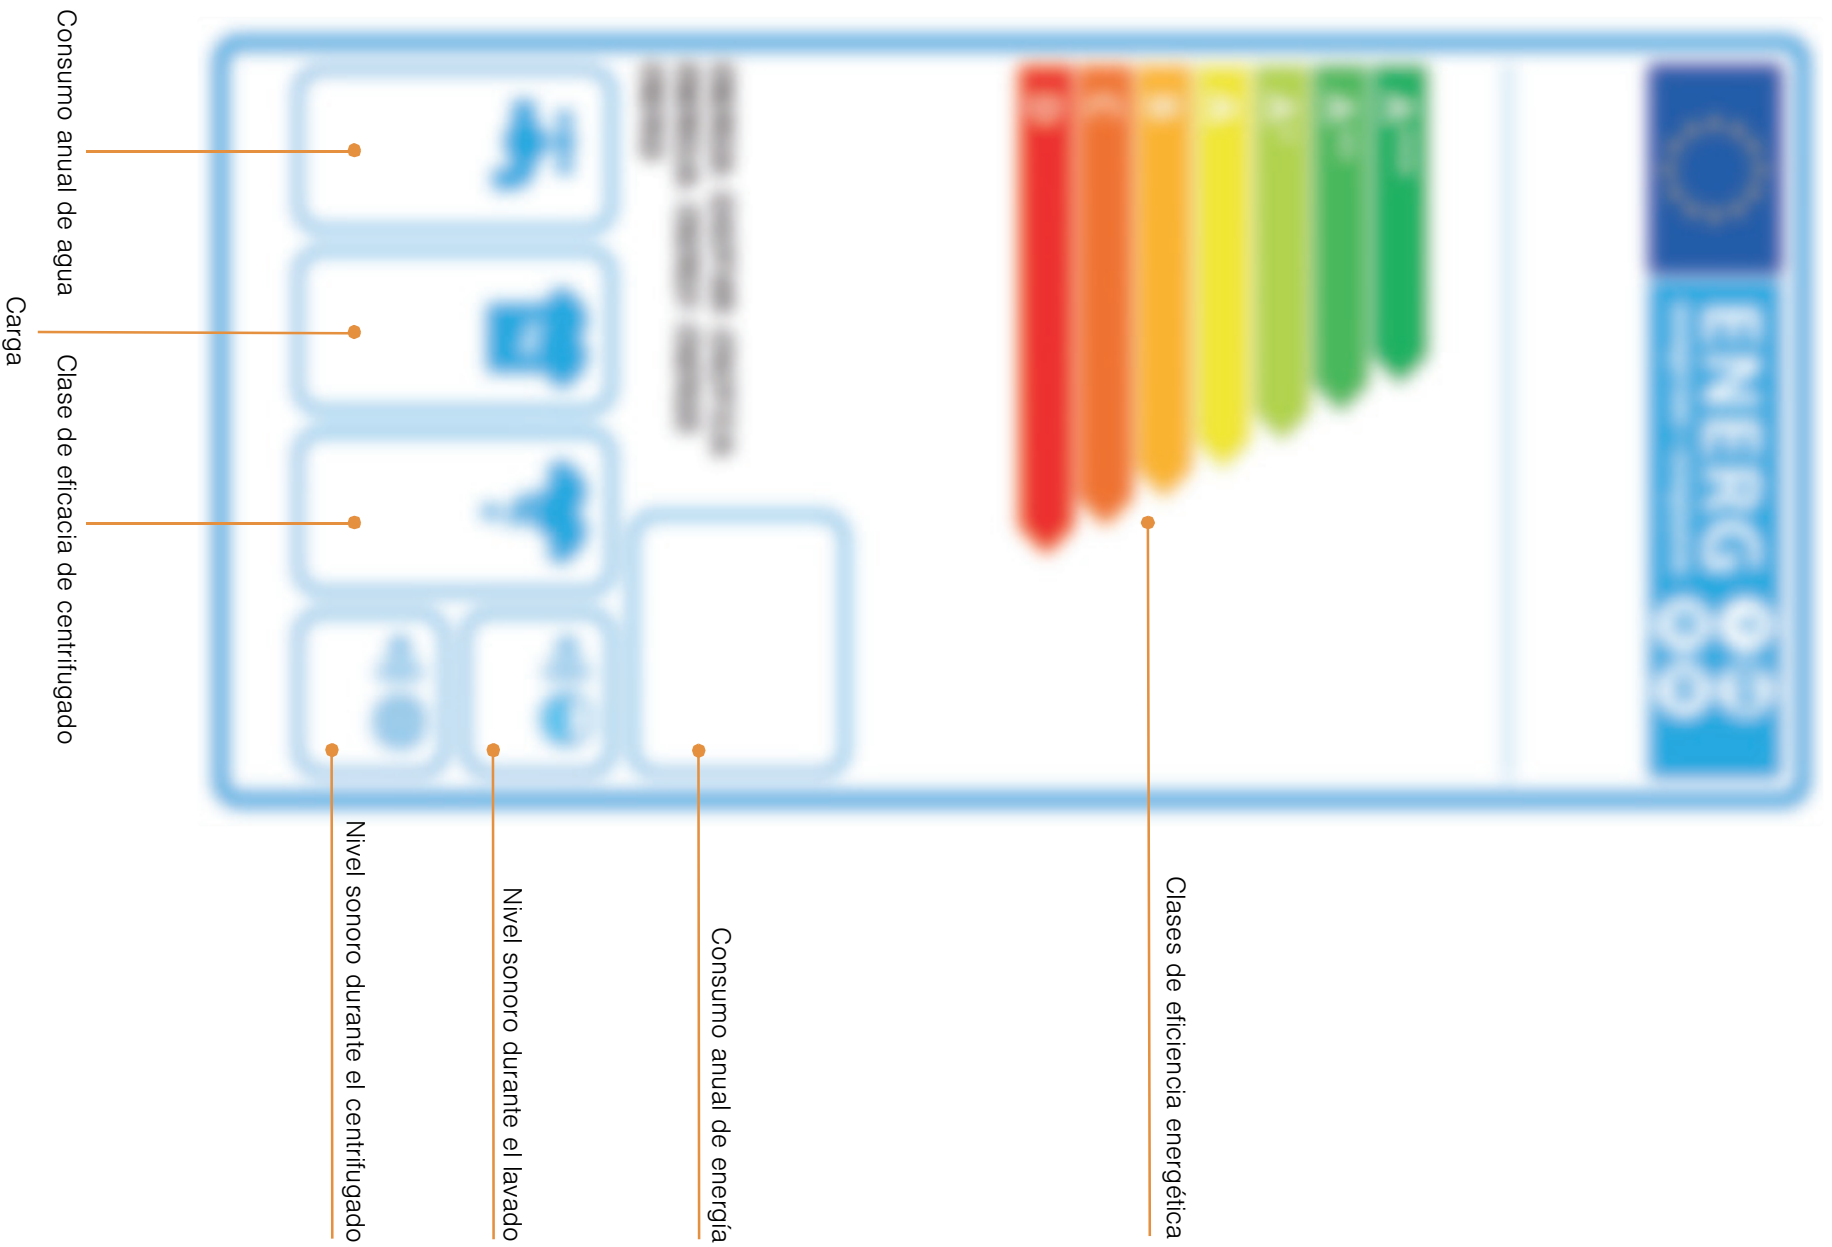 ENERG
A
B
C
D
Clases de eficiencia energética
Consumo anual de energía
Nivel sonoro durante el lavado
Nivel sonoro durante el centrifugado
Consumo anual de agua
Carga
Clase de eficacia de centrifugado